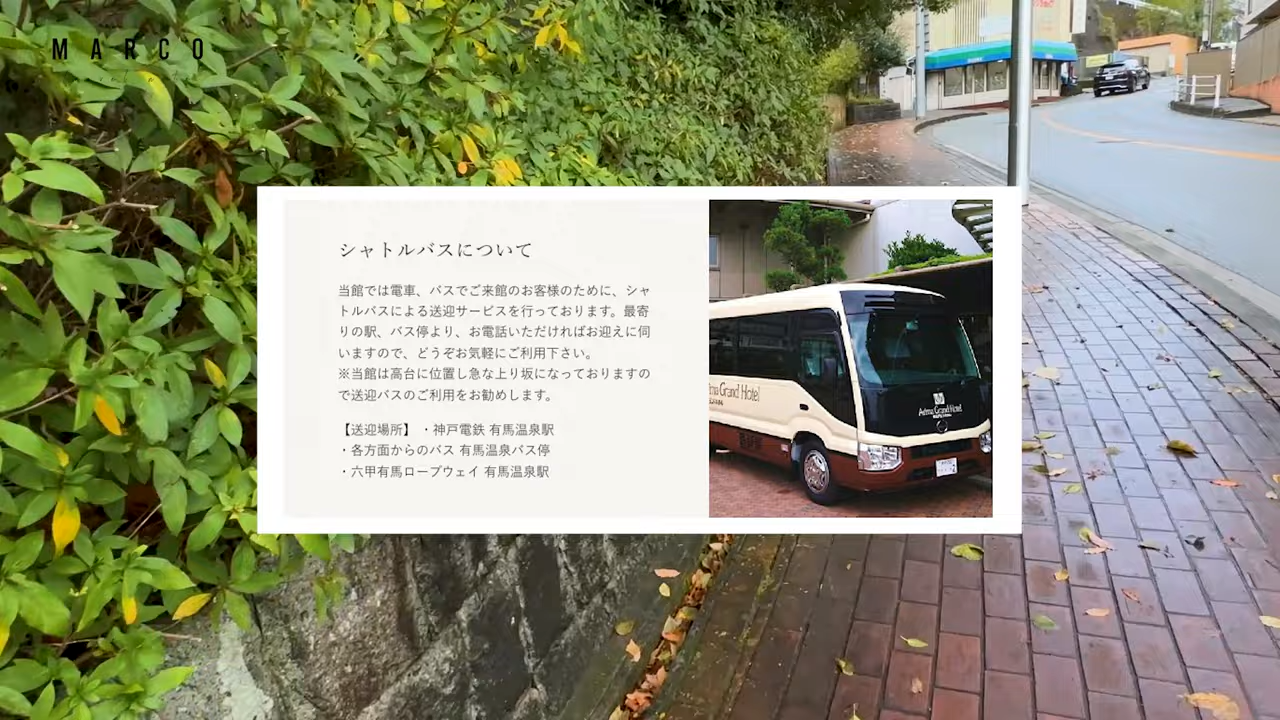 MARCO
シャトルバスについて
当館では電車、バスでご来館のお客様のために、シャ
トルバスによる送迎サービスを行っております。最寄
りの駅、バス停より、お電話いただければお迎えに伺
いますので、どうぞお気軽にご利用下さい。
※当館は高台に位置し急な上り坂になっておりますの
で送迎バスのご利用をお勧めします。
【送迎場所】 ・神戸電鉄 有馬温泉駅
・各方面からのバス 有馬温泉バス停
・六甲有馬ロープウェイ 有馬温泉駅
Grand Hotel
Arima Grand Hotel